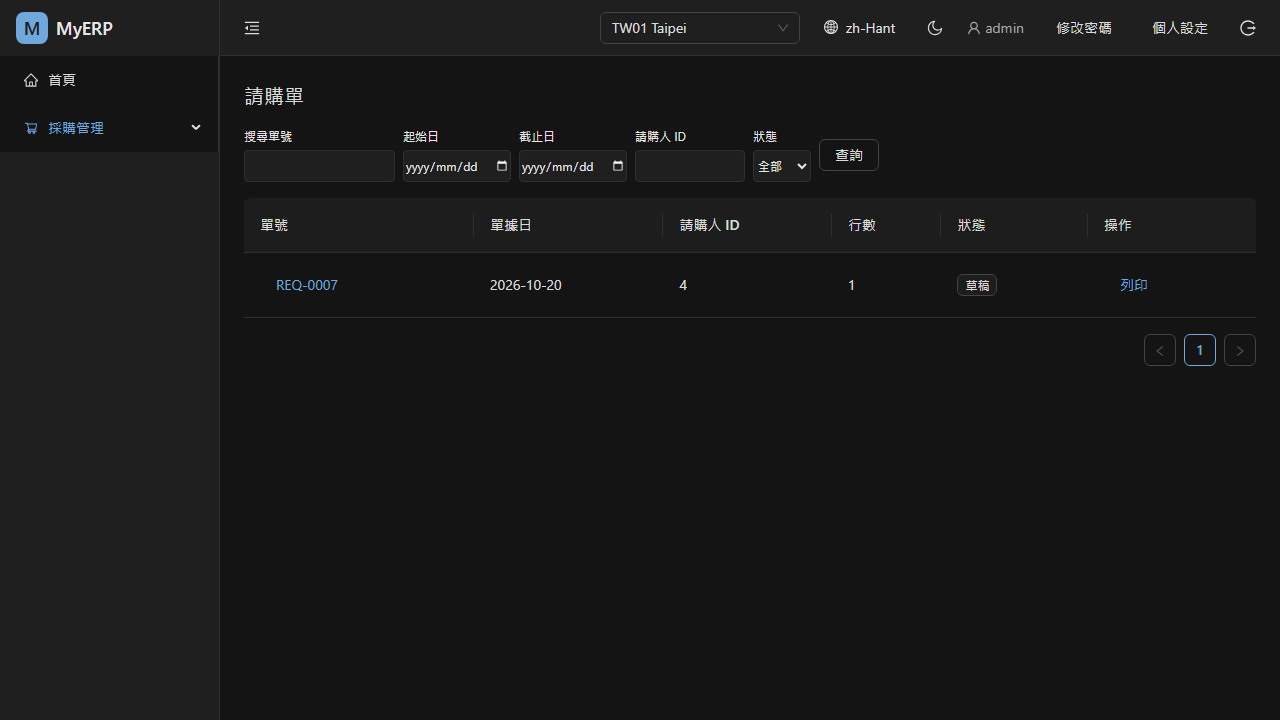 M MyERP
TW01 Taipei
zh-Hant
admin
修改密碼
個人設定
首頁
採購管理
請購單
搜尋單號
起始日
截止日
請購人 ID
狀態
yyyy/mm/dd
yyyy/mm/dd
全部
查詢
單號 單據日 請購人 ID 行數 狀態 操作
REQ-0007 2026-10-20 4 1 草稿 列印
1